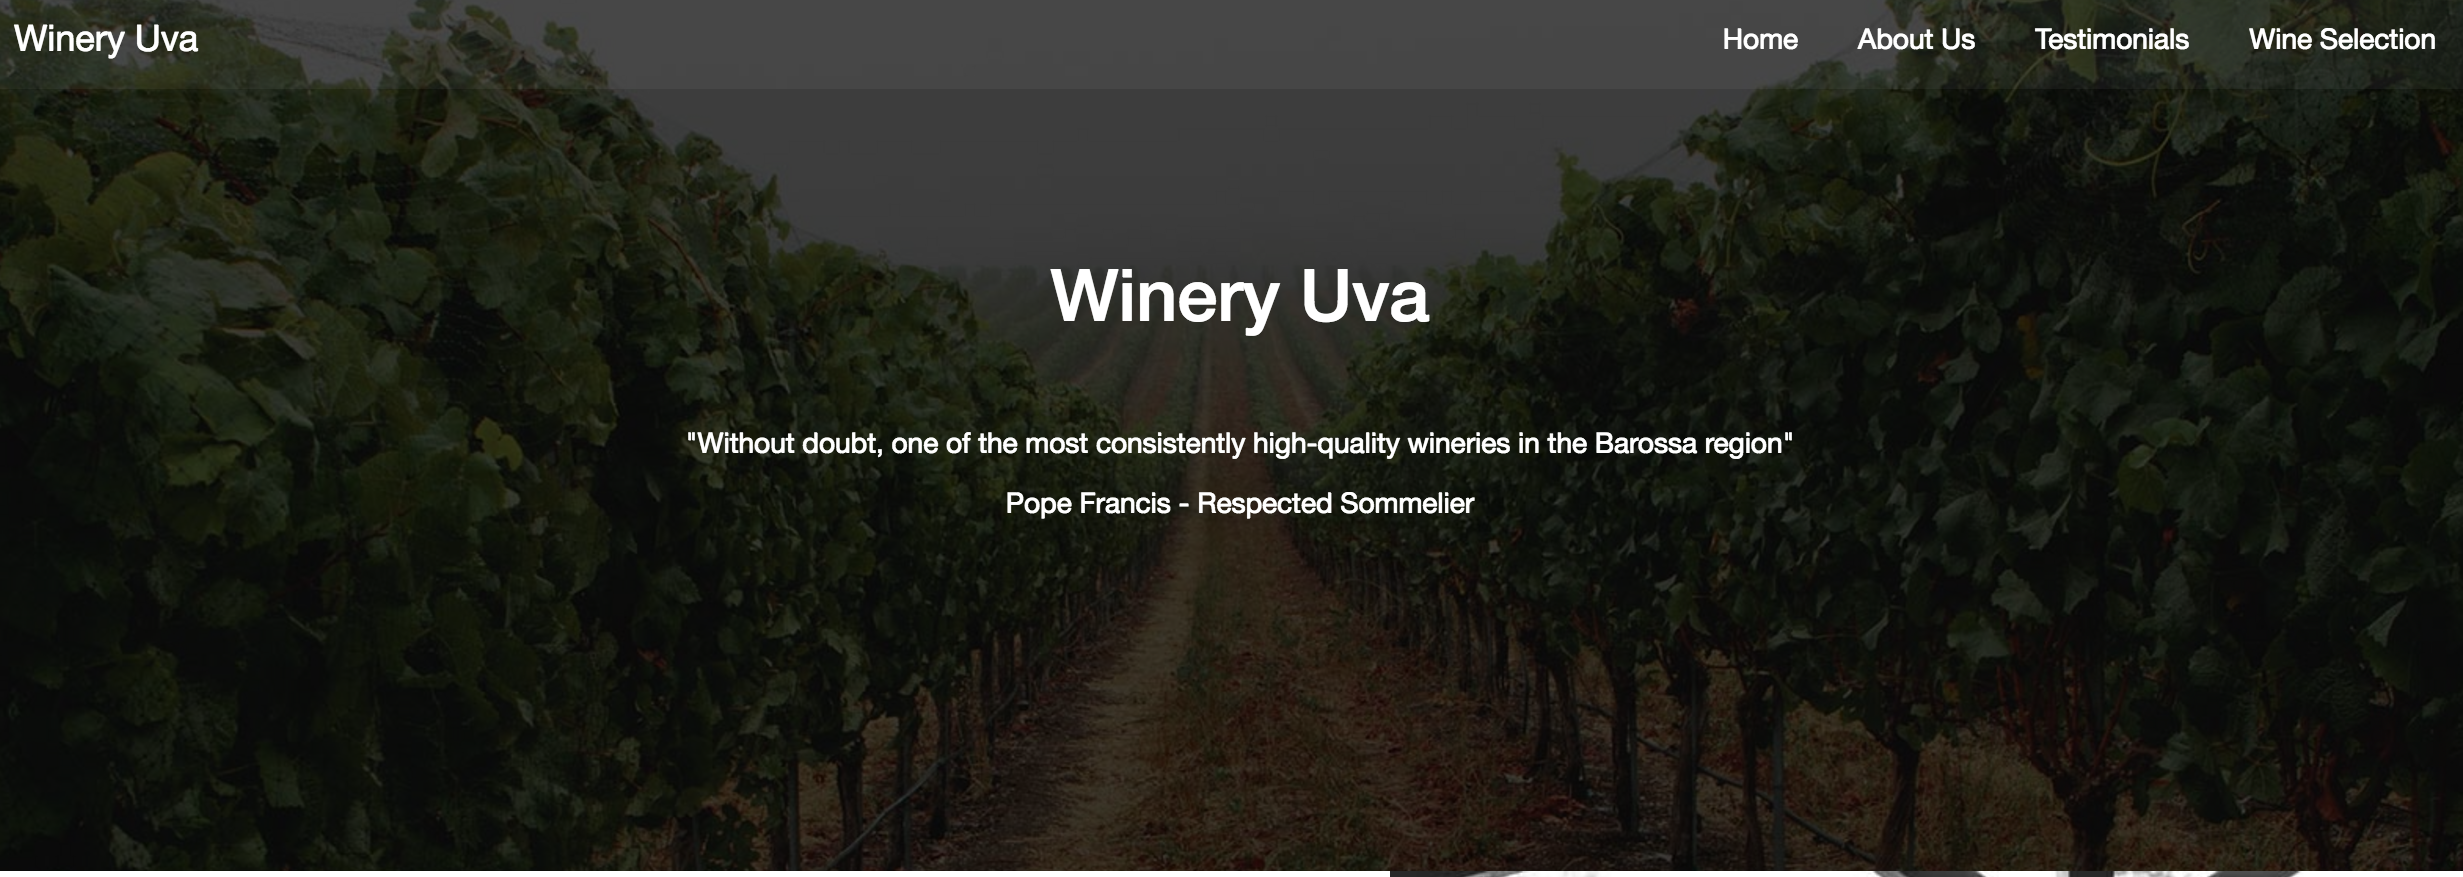 Winery Uva
Home About Us Testimonials Wine Selection
Winery Uva
"Without doubt, one of the most consistently high-quality wineries in the Barossa region"
Pope Francis - Respected Sommelier